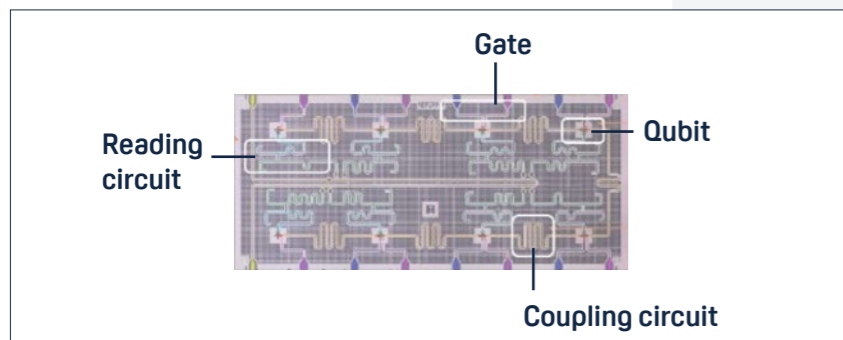 Gate
Qubit
Reading
circuit
Coupling circuit